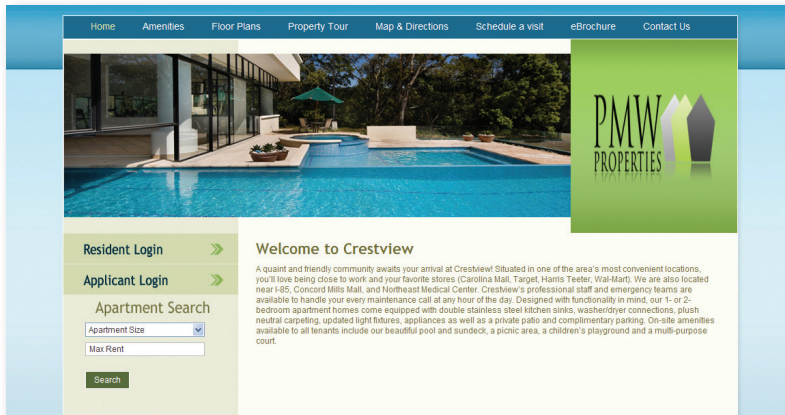 Home Amenities Floor Plans Property Tour Map & Directions Schedule a visit eBrochure Contact Us
PMW
PROPERTIES
Resident Login
Applicant Login
Apartment Search
Apartment Size
Max Rent
Search
Welcome to Crestview
A quaint and friendly community awaits your arrival at Crestview! Situated in one of the area's most convenient locations,
you'll love being close to work and your favorite stores (Carolina Mall, Target, Harris Teeter, Wal-Mart). We are also located
near I-85, Concord Mills Mall, and Northeast Medical Center. Crestview's professional staff and emergency teams are
available to handle your every maintenance call at any hour of the day. Designed with functionality in mind, our 1- or 2-
bedroom apartment homes come equipped with double stainless steel kitchen sinks, washer/dryer connections, plush
neutral carpeting, updated light fixtures, appliances as well as a private patio and complimentary parking. On-site amenities
available to all tenants include our beautiful pool and sundeck, a picnic area, a children's playground and a multi-purpose
court.